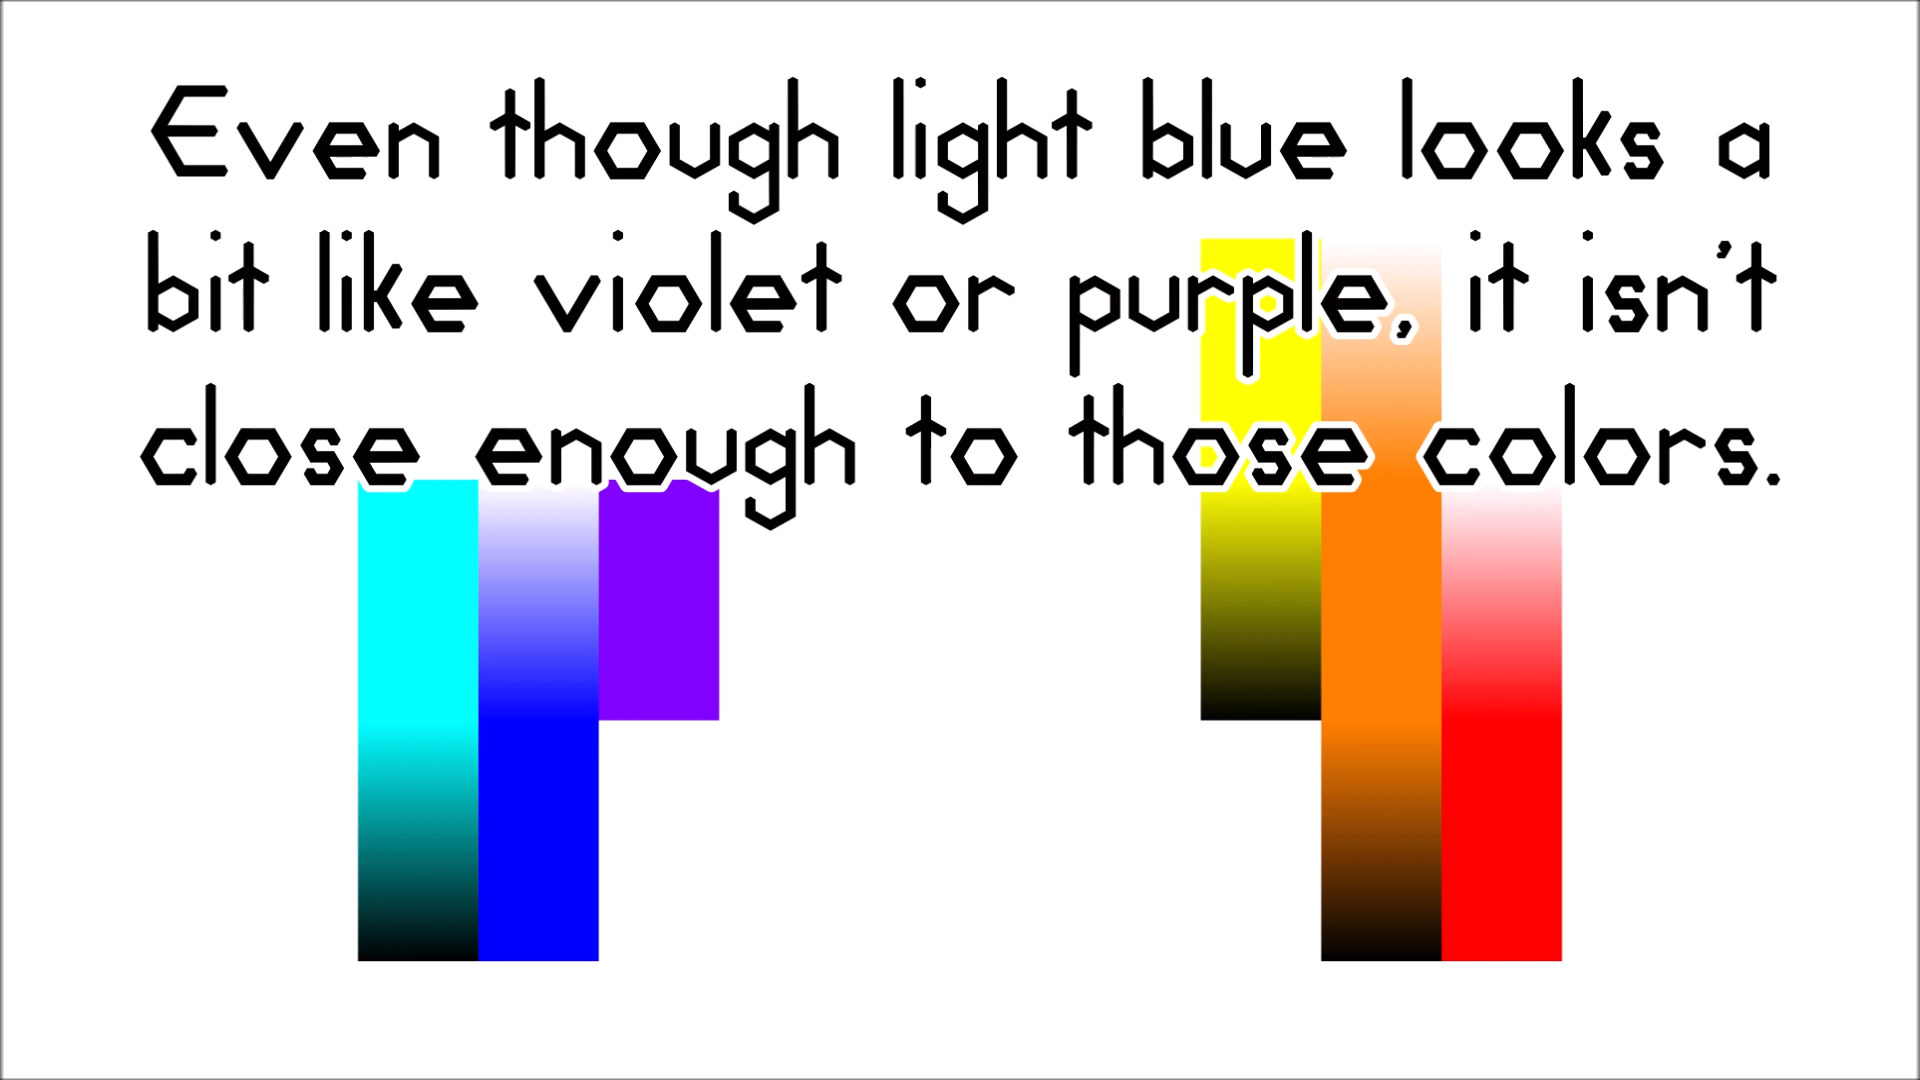 Even though light blue looks a
bit like violet or purple, it isn't
close enough to those colors.